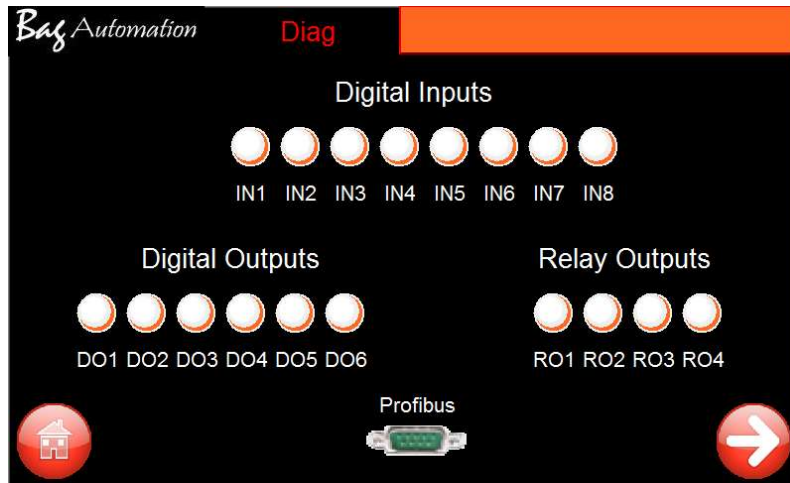 Bag Automation
Diag
Digital Inputs
IN1 IN2 IN3 IN4 IN5 IN6 IN7 IN8
Digital Outputs
DO1 DO2 DO3 DO4 DO5 DO6
Relay Outputs
RO1 RO2 RO3 RO4
Profibus